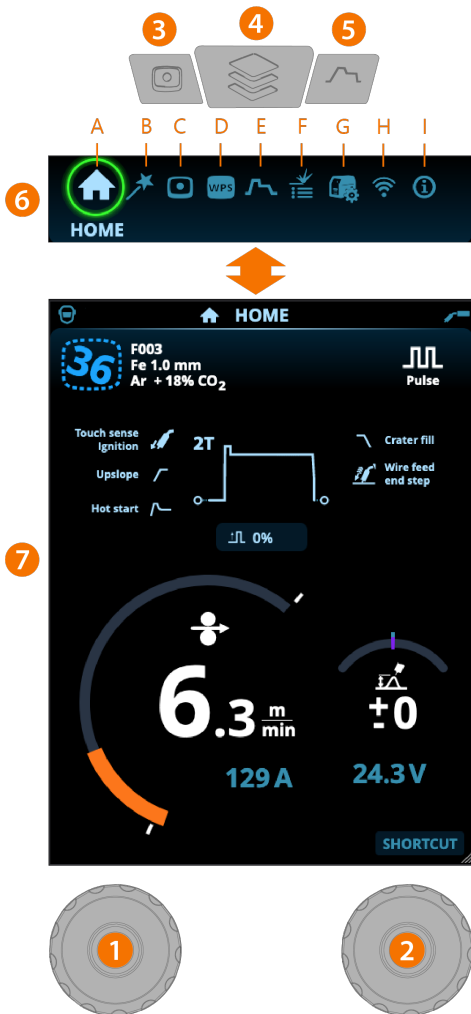 3
4
5
A B C D E F G H I
WPS
6
HOME
HOME
36
F003
Fe 1.0 mm
Ar + 18% CO2
Pulse
Touch sense
Ignition
2T
Crater fill
Upslope
Wire feed
end step
Hot start
0%
7
6.3 m/min
±0
129 A
24.3 V
SHORTCUT
1
2